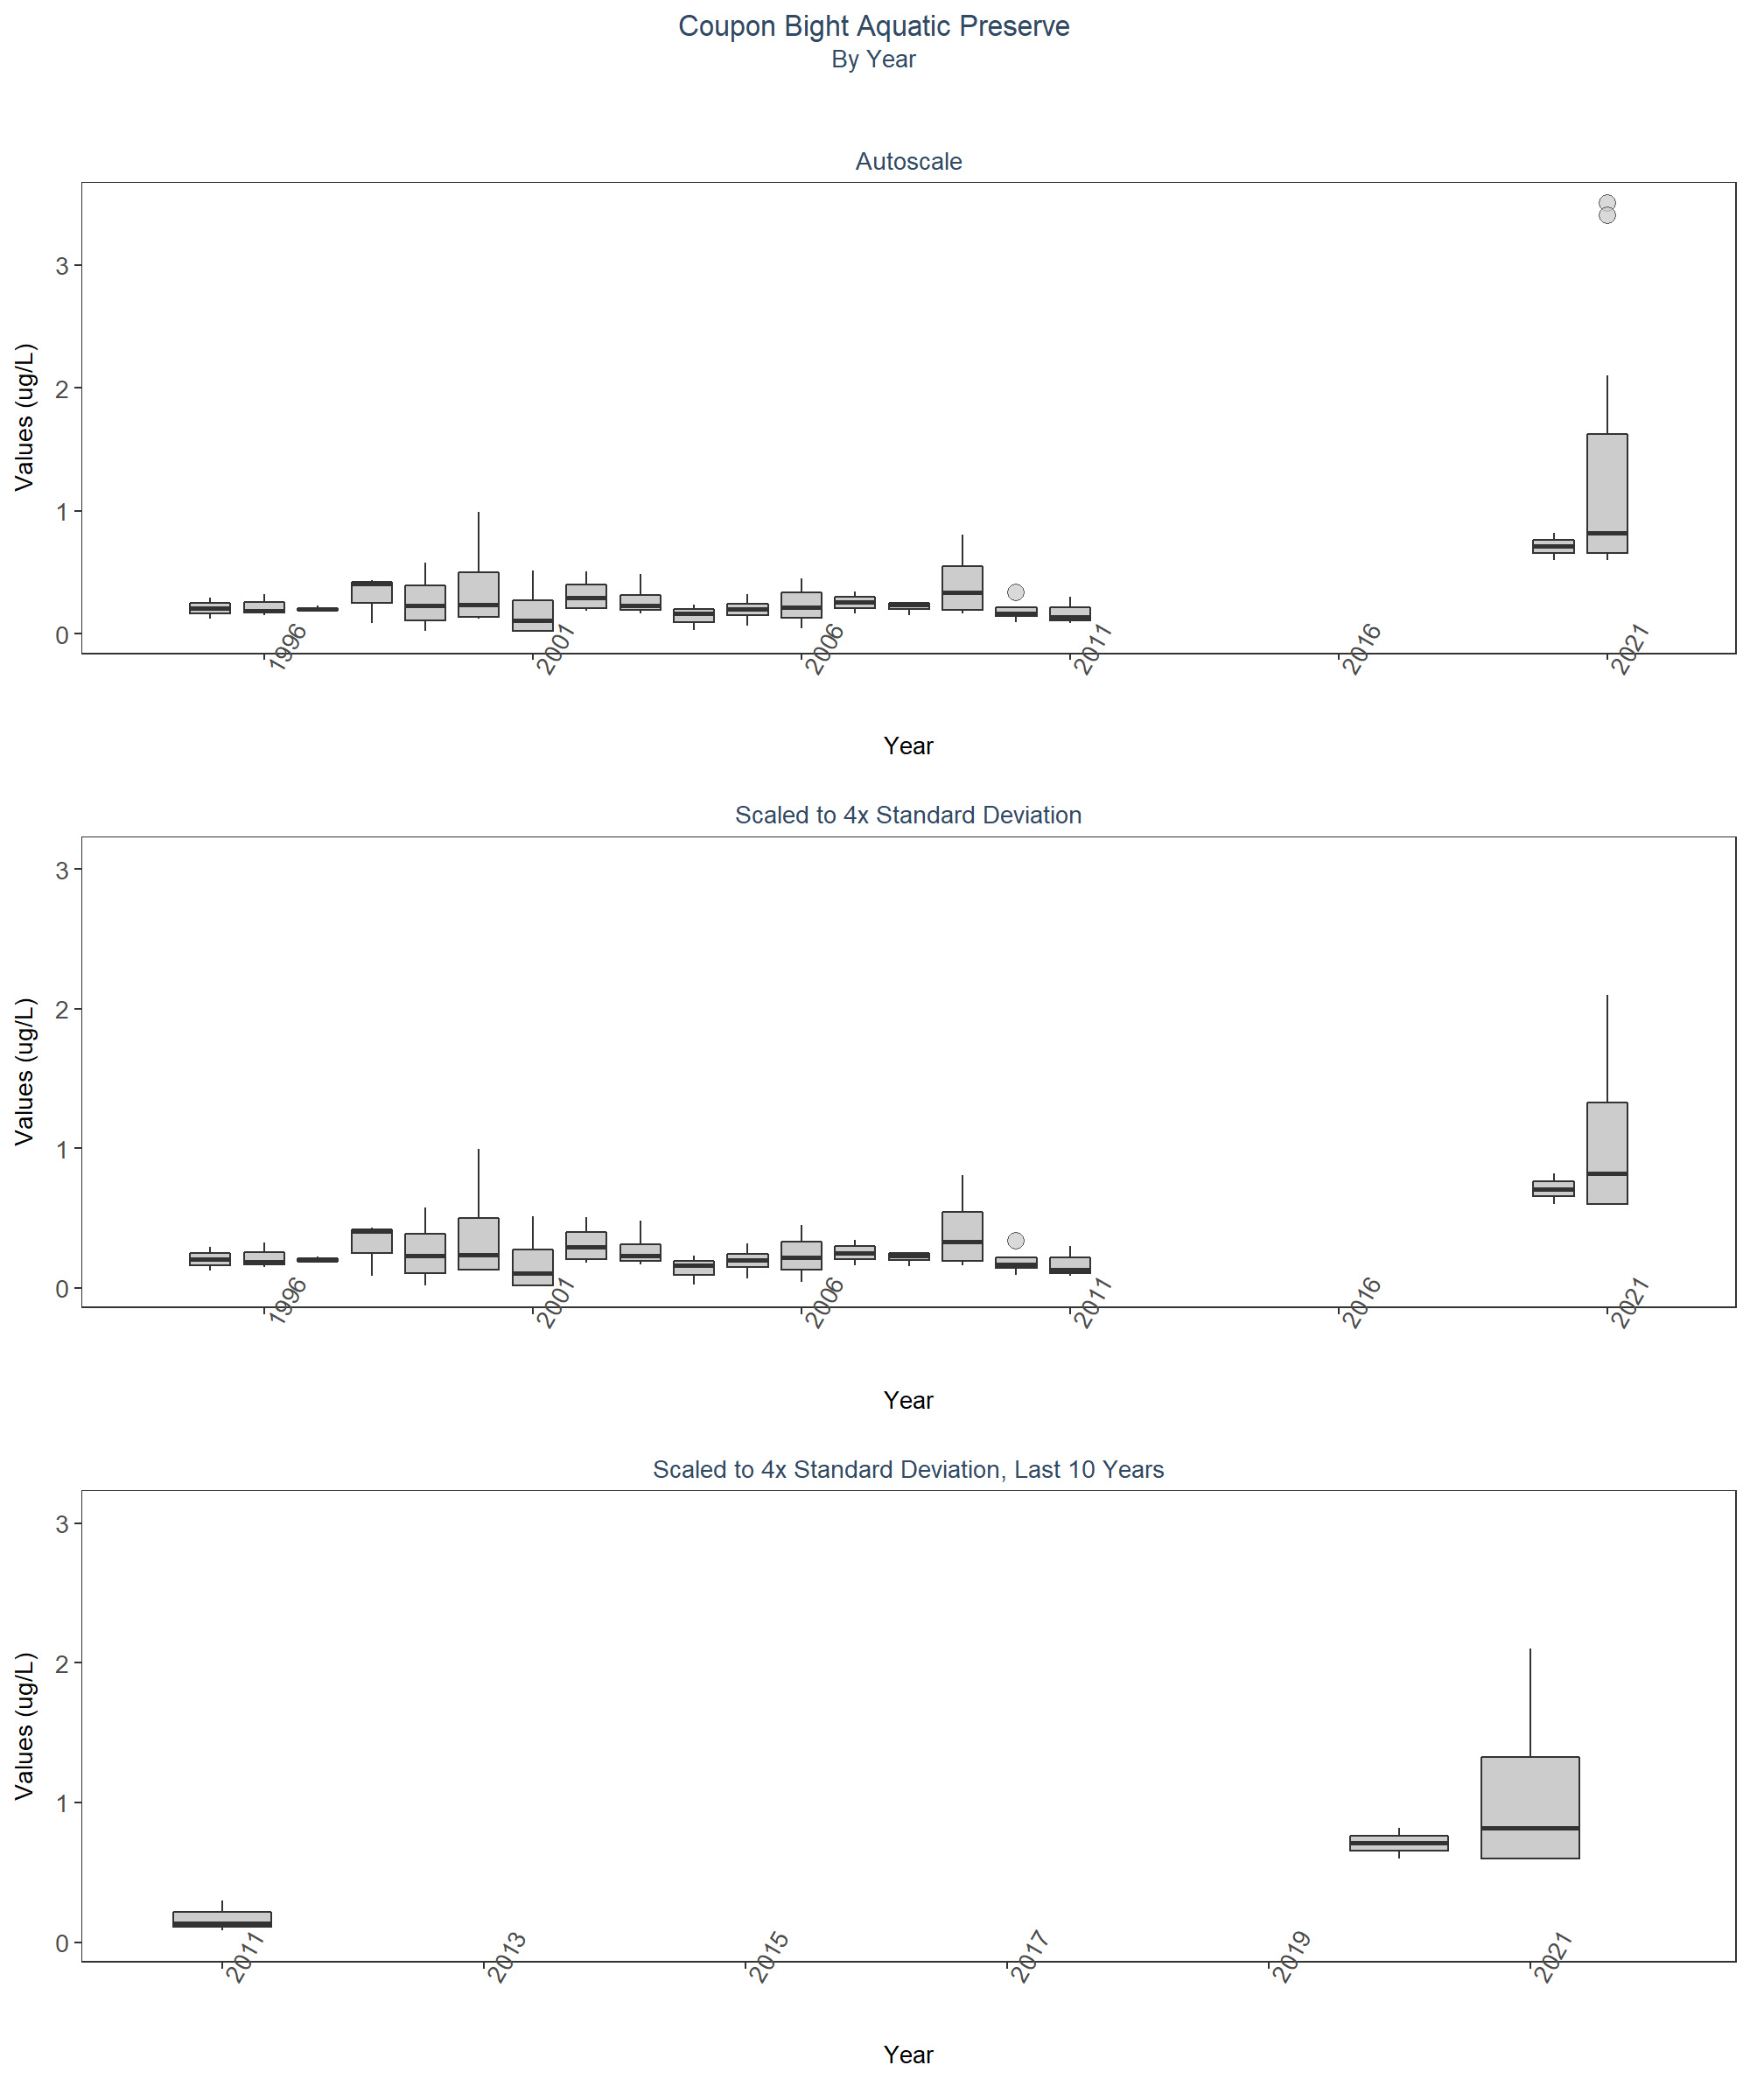 Coupon Bight Aquatic Preserve
By Year
Autoscale
Values (ug/L)
3
2
1
0
1996 2001 2006 2011 2016 2021
Year
Scaled to 4x Standard Deviation
Values (ug/L)
3
2
1
0
1996 2001 2006 2011 2016 2021
Year
Scaled to 4x Standard Deviation, Last 10 Years
Values (ug/L)
3
2
1
0
2011 2013 2015 2017 2019 2021
Year